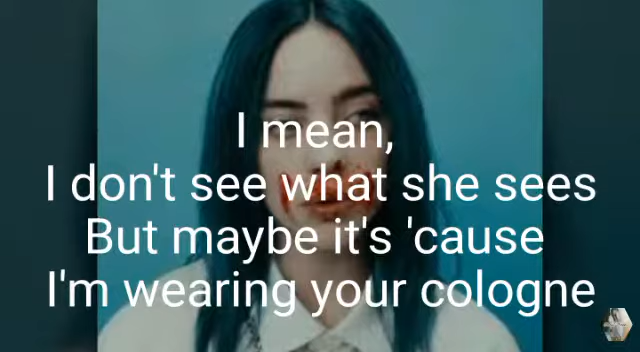 I mean,
I don't see what she sees
But maybe it's 'cause
I'm wearing your cologne